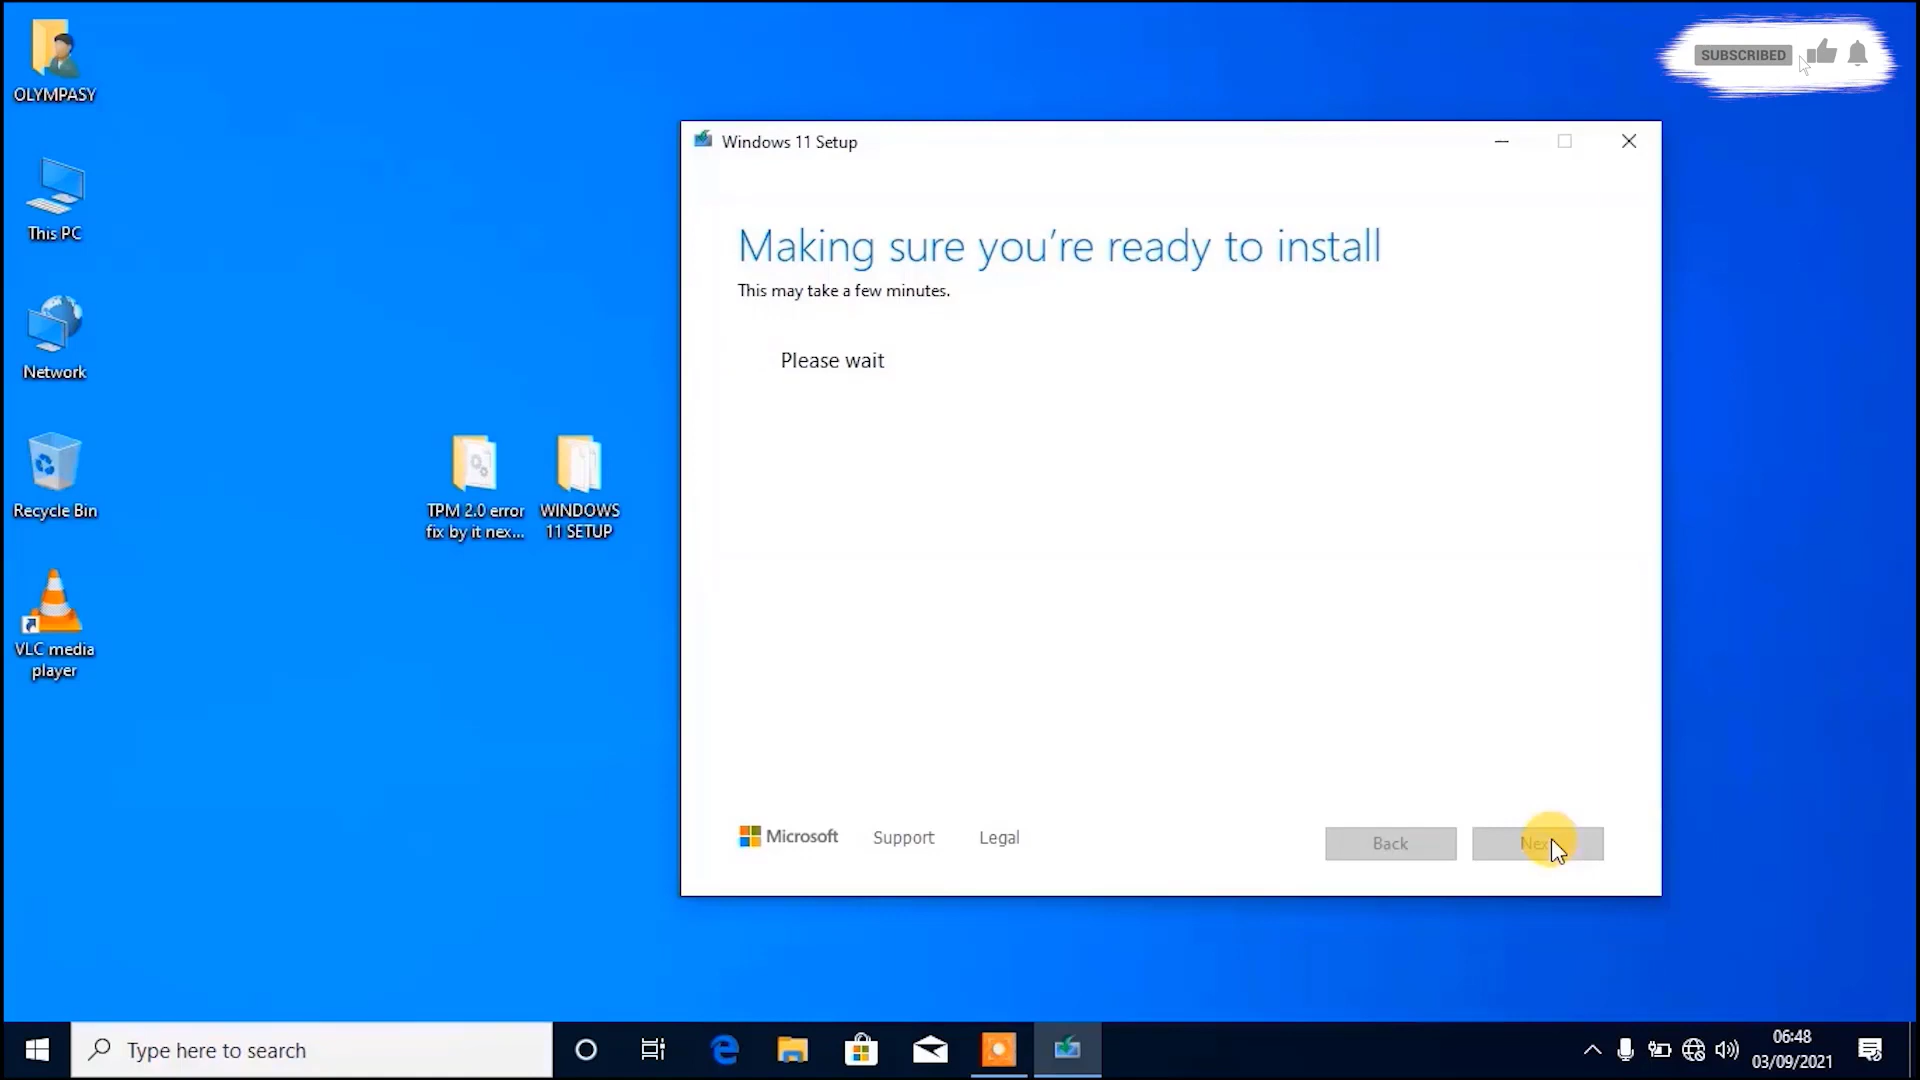 OLYMPASY
This PC
Network
Recycle Bin
VLC media
player
TPM 2.0 error
fix by it nex...
WINDOWS
11 SETUP
SUBSCRIBED
Windows 11 Setup
Making sure you're ready to install
This may take a few minutes.
Please wait
Microsoft
Support
Legal
Back
Nex
Type here to search
06:48
03/09/2021